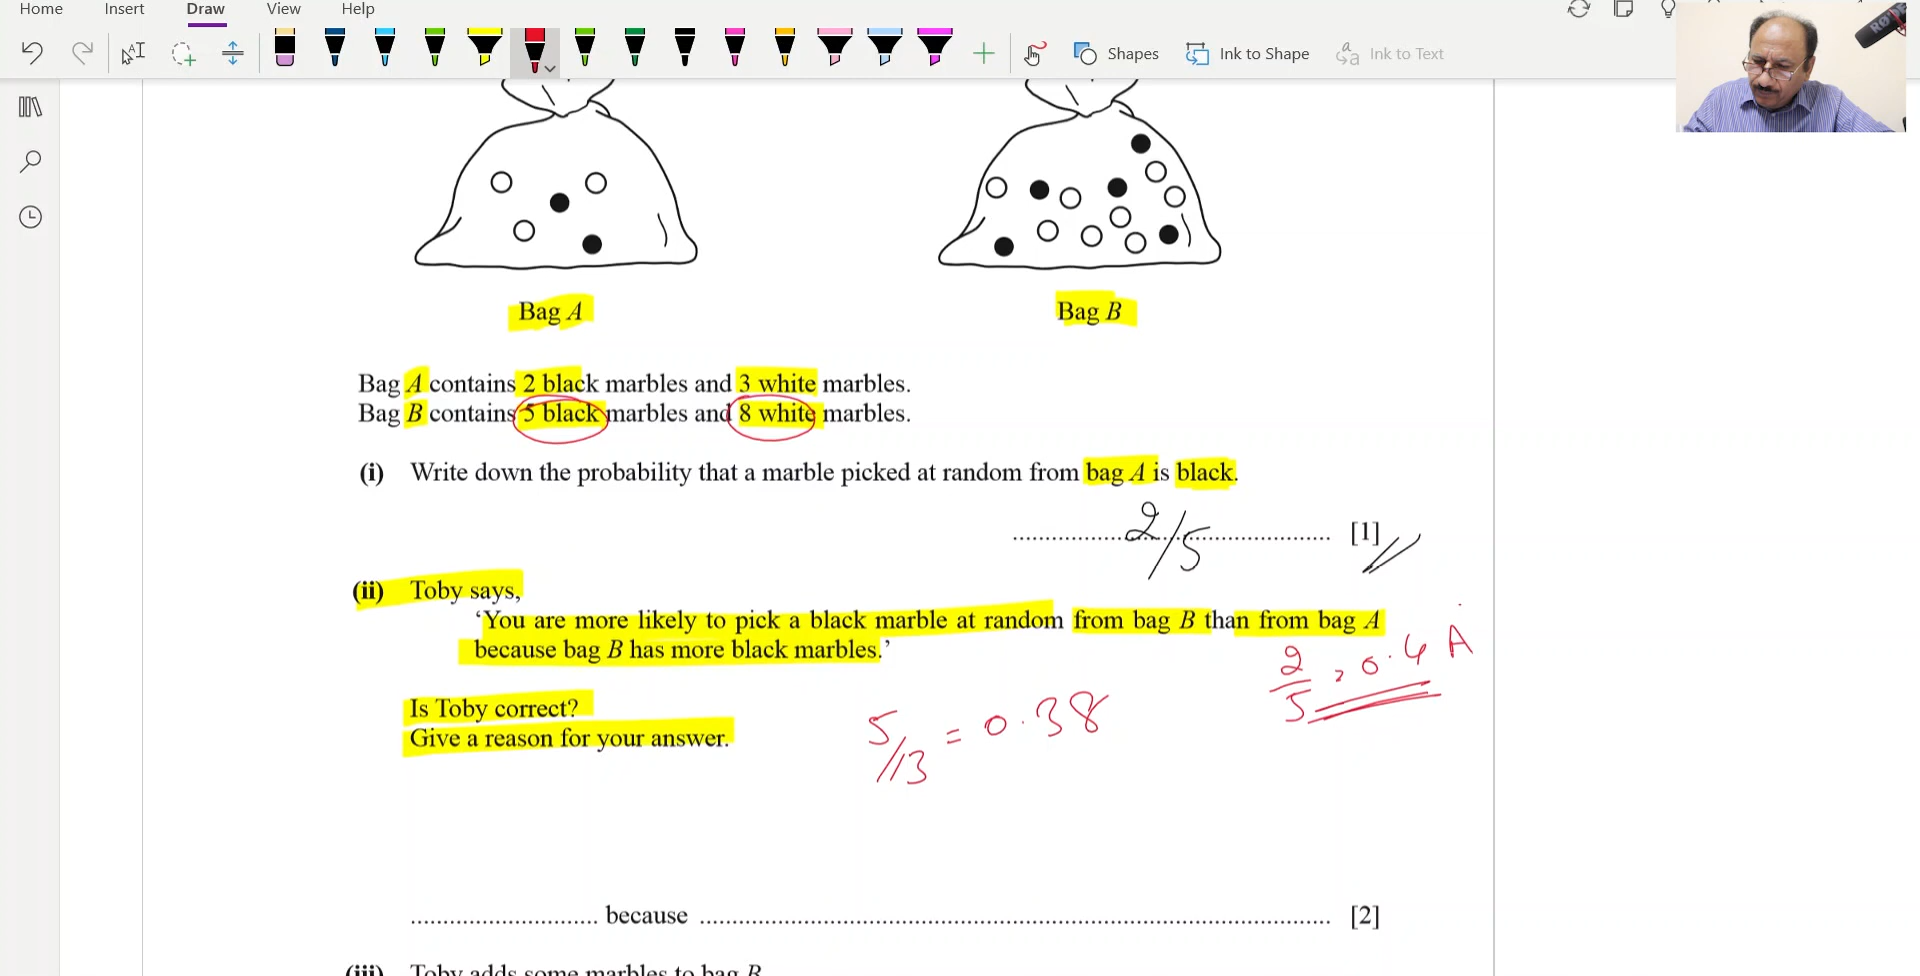 Home Insert Draw View Help
Shapes Ink to Shape Ink to Text
Bag A
Bag B
Bag A contains 2 black marbles and 3 white marbles.
Bag B contains 5 black marbles and 8 white marbles.
(i) Write down the probability that a marble picked at random from bag A is black.
2/5
[1]
(ii) Toby says,
‘You are more likely to pick a black marble at random from bag B than from bag A
because bag B has more black marbles.’
2/5 , 0.4 A
Is Toby correct?
Give a reason for your answer.
5/13 = 0.38
............................ because ................................................................................................ [2]
(iii) Toby adds some marbles to bag B